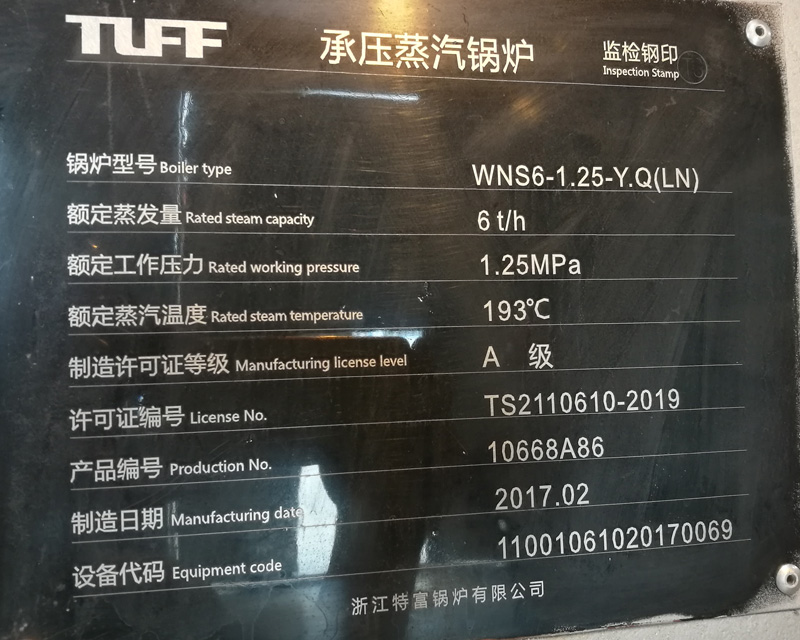 TUFF 承压蒸汽锅炉 监检钢印
Inspection Stamp
锅炉型号 Boiler type WNS6-1.25-Y.Q(LN)
额定蒸发量 Rated steam capacity 6 t/h
额定工作压力 Rated working pressure 1.25MPa
额定蒸汽温度 Rated steam temperature 193℃
制造许可证等级 Manufacturing license level A 级
许可证编号 License No. TS2110610-2019
产品编号 Production No. 10668A86
制造日期 Manufacturing date 2017.02
设备代码 Equipment code 11001061020170069
浙江特富锅炉有限公司